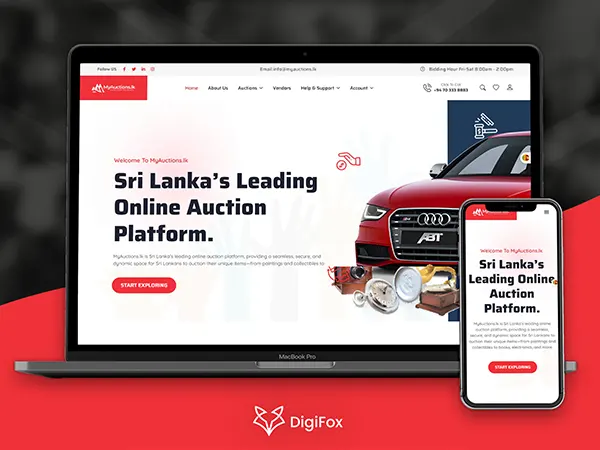 Follow US
Email:info@myauctions.lk
Bidding Hour Fri-Sat 8:00am - 2:00pm
MyAuctions.lk
Home
About Us
Auctions
Vendors
Help & Support
Account
Click To Call
+94 70 333 8883
Welcome To MyAuctions.lk
Sri Lanka's Leading
Online Auction
Platform.
MyAuctions.lk is Sri Lanka's leading online auction platform, providing a seamless, secure, and
dynamic space for Sri Lankans to auction their unique items—from paintings and collectibles to
START EXPLORING
ABT
MacBook Pro
MyAuctions.lk
Welcome To MyAuctions.lk
Sri Lanka's
Leading Online
Auction
Platform.
MyAuctions.lk is Sri Lanka's leading online
auction platform, providing a seamless,
secure, and dynamic space for Sri Lankans to
auction their unique items—from paintings and
collectibles to
START EXPLORING
DigiFox